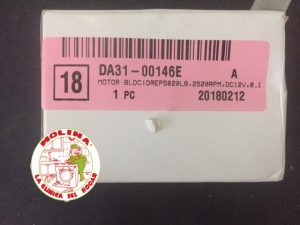 18
DA31-00146E A
MOTOR BLDC;DREP5020LB,2520RPM,DC12V,0.
1 PC 20180212
MOLINA
LA CLINICA DEL HOGAR